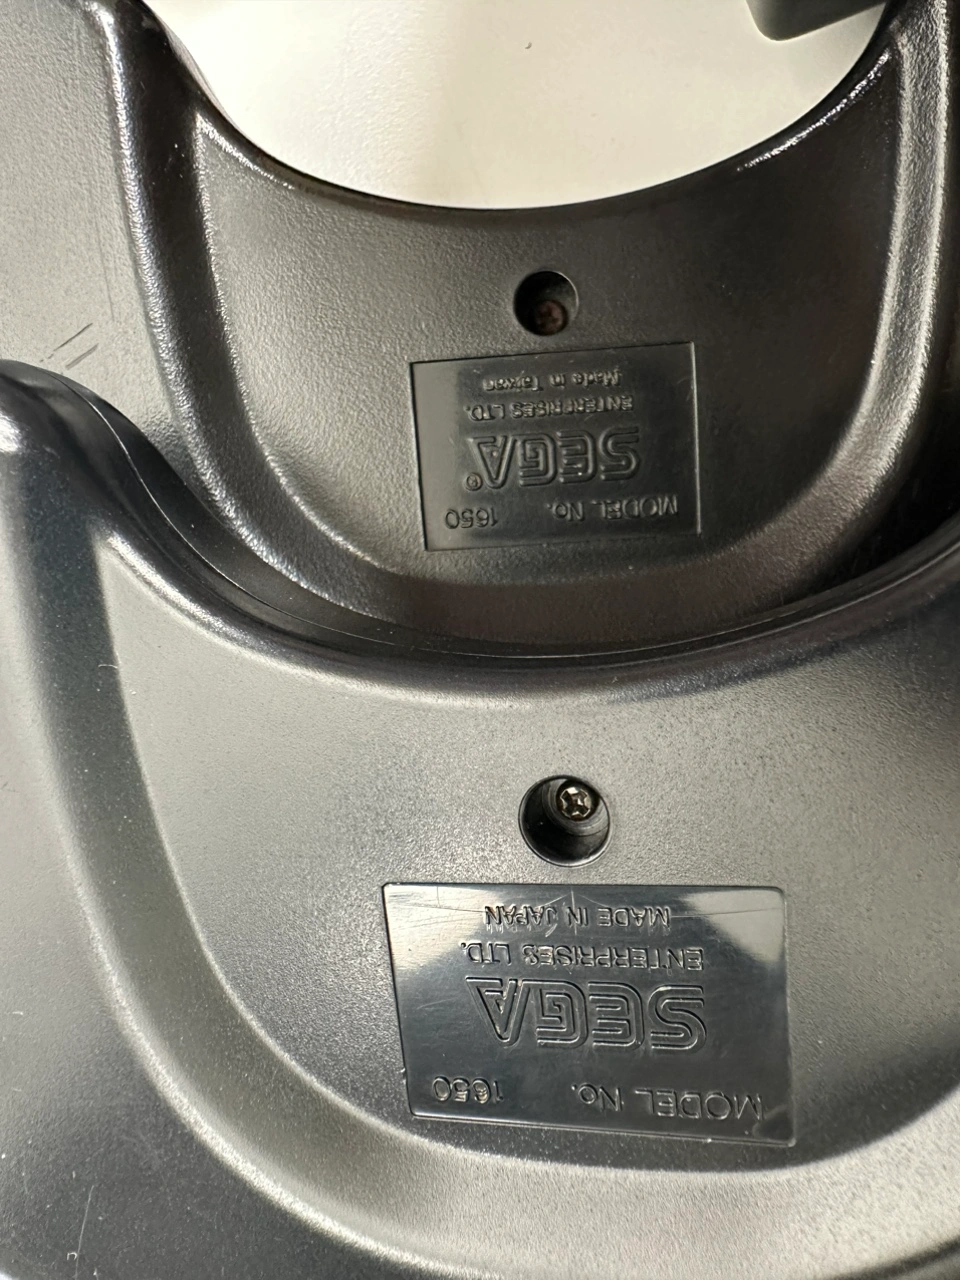 MODEL No. 1650
SEGA®
ENTERPRISES LTD.
Made in Taiwan
MODEL No. 1650
SEGA
ENTERPRISES LTD.
MADE IN JAPAN